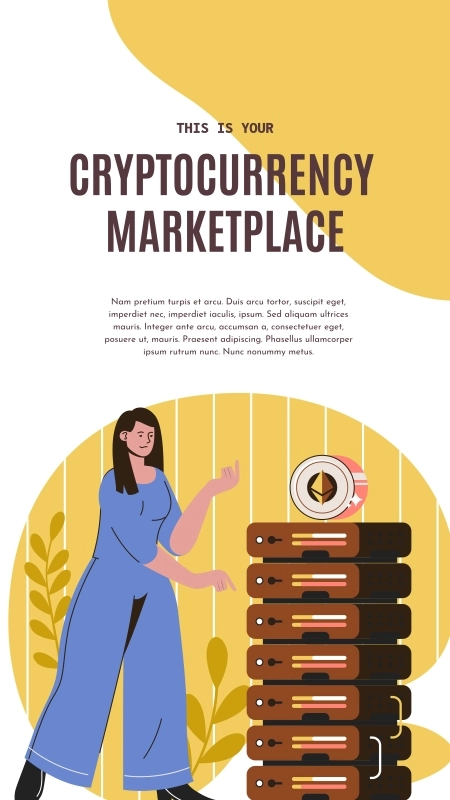 THIS IS YOUR
CRYPTOCURRENCY
MARKETPLACE
Nam pretium turpis et arcu. Duis arcu tortor, suscipit eget,
imperdiet nec, imperdiet iaculis, ipsum. Sed aliquam ultrices
mauris. Integer ante arcu, accumsan a, consectetuer eget,
posuere ut, mauris. Praesent adipiscing. Phasellus ullamcorper
ipsum rutrum nunc. Nunc nonummy metus.